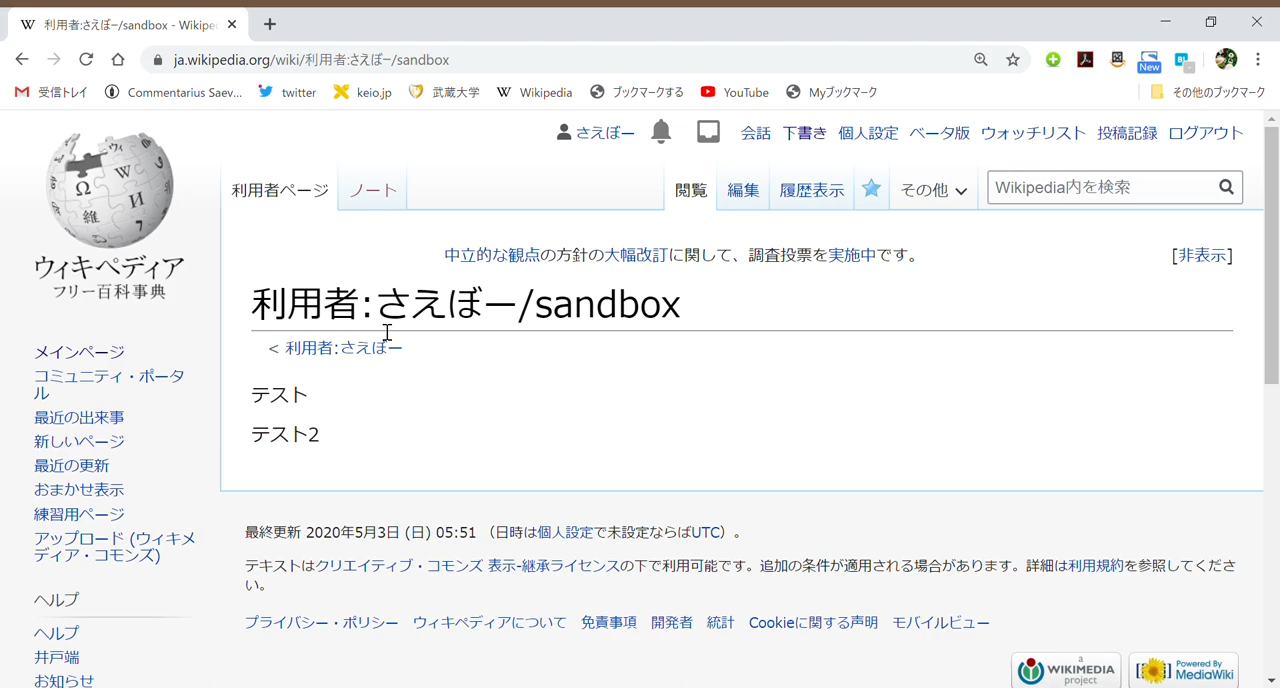 利用者:さえぼー/sandbox - Wikipe
ja.wikipedia.org/wiki/利用者:さえぼー/sandbox
New
受信トレイ Commentarius Saev... twitter keio.jp 武蔵大学 Wikipedia ブックマークする YouTube Myブックマーク その他のブックマーク
さえぼー 会話 下書き 個人設定 ベータ版 ウォッチリスト 投稿記録 ログアウト
利用者ページ ノート 閲覧 編集 履歴表示 その他 Wikipedia内を検索
ウィキペディア
フリー百科事典
中立的な観点の方針の大幅改訂に関して、調査投票を実施中です。 [非表示]
利用者:さえぼー/sandbox
< 利用者:さえぼー
テスト
テスト2
メインページ
コミュニティ・ポータ
ル
最近の出来事
新しいページ
最近の更新
おまかせ表示
練習用ページ
アップロード (ウィキメ
ディア・コモンズ)
ヘルプ
ヘルプ
井戸端
お知らせ
最終更新 2020年5月3日 (日) 05:51 （日時は個人設定で未設定ならばUTC）。
テキストはクリエイティブ・コモンズ 表示-継承ライセンスの下で利用可能です。追加の条件が適用される場合があります。詳細は利用規約を参照してくださ
い。
プライバシー・ポリシー ウィキペディアについて 免責事項 開発者 統計 Cookieに関する声明 モバイルビュー
a
WIKIMEDIA
project
Powered By
MediaWiki